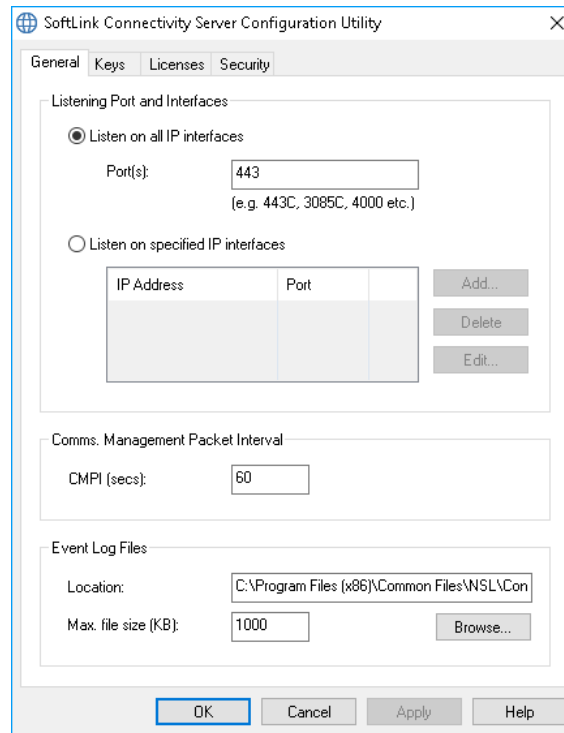 SoftLink Connectivity Server Configuration Utility
General Keys Licenses Security
Listening Port and Interfaces
Listen on all IP interfaces
Port(s): 443
(e.g. 443C, 3085C, 4000 etc.)
Listen on specified IP interfaces
IP Address Port Add...
Delete
Edit...
Comms. Management Packet Interval
CMPI (secs): 60
Event Log Files
Location: C:\Program Files (x86)\Common Files\NSL\Con
Max. file size (KB): 1000 Browse...
OK Cancel Apply Help